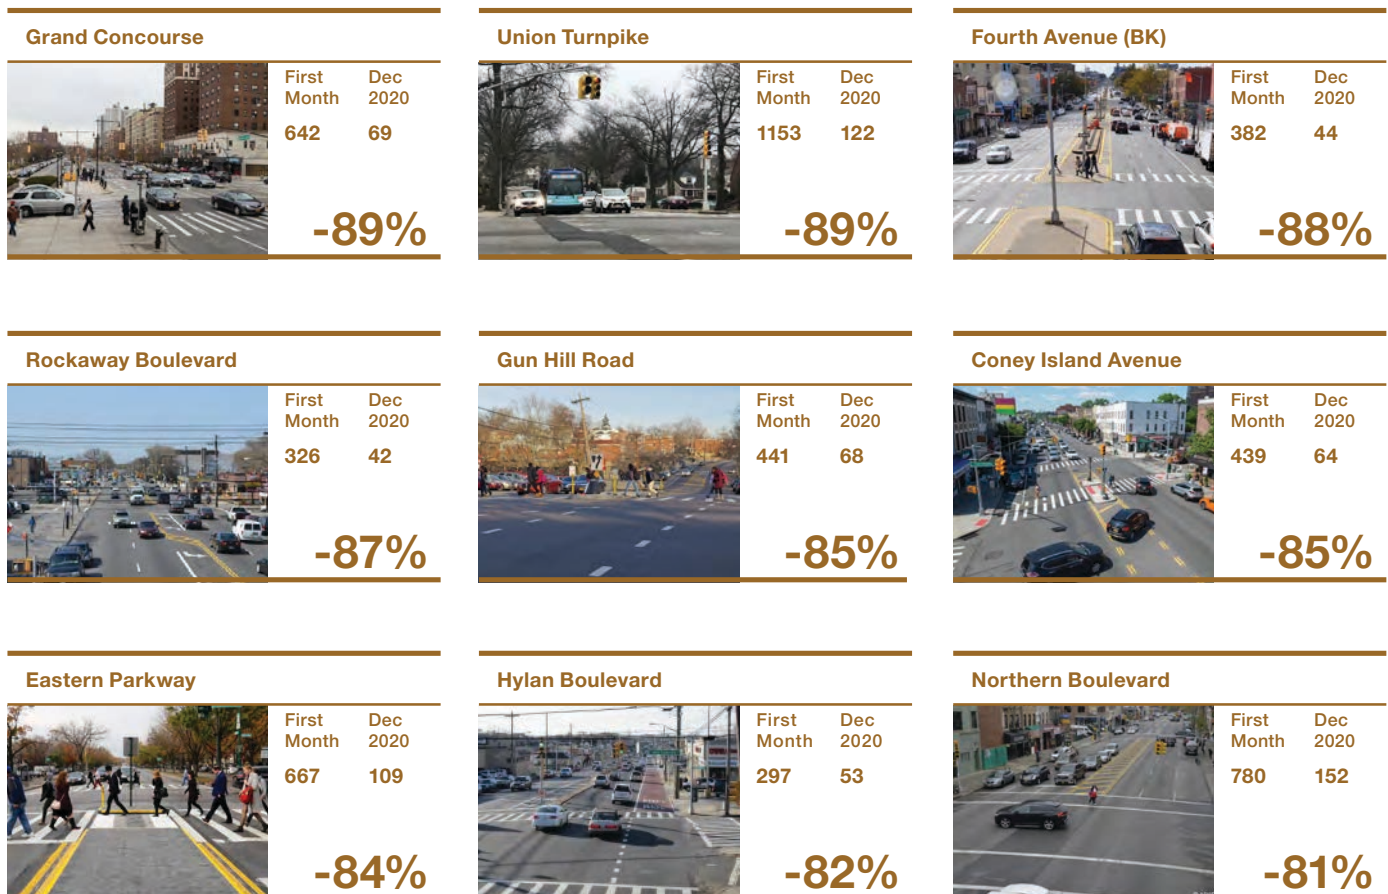 Grand Concourse
First Dec
Month 2020
642 69
-89%
Union Turnpike
First Dec
Month 2020
1153 122
-89%
Fourth Avenue (BK)
First Dec
Month 2020
382 44
-88%
Rockaway Boulevard
First Dec
Month 2020
326 42
-87%
Gun Hill Road
First Dec
Month 2020
441 68
-85%
Coney Island Avenue
First Dec
Month 2020
439 64
-85%
Eastern Parkway
First Dec
Month 2020
667 109
-84%
Hylan Boulevard
First Dec
Month 2020
297 53
-82%
Northern Boulevard
First Dec
Month 2020
780 152
-81%